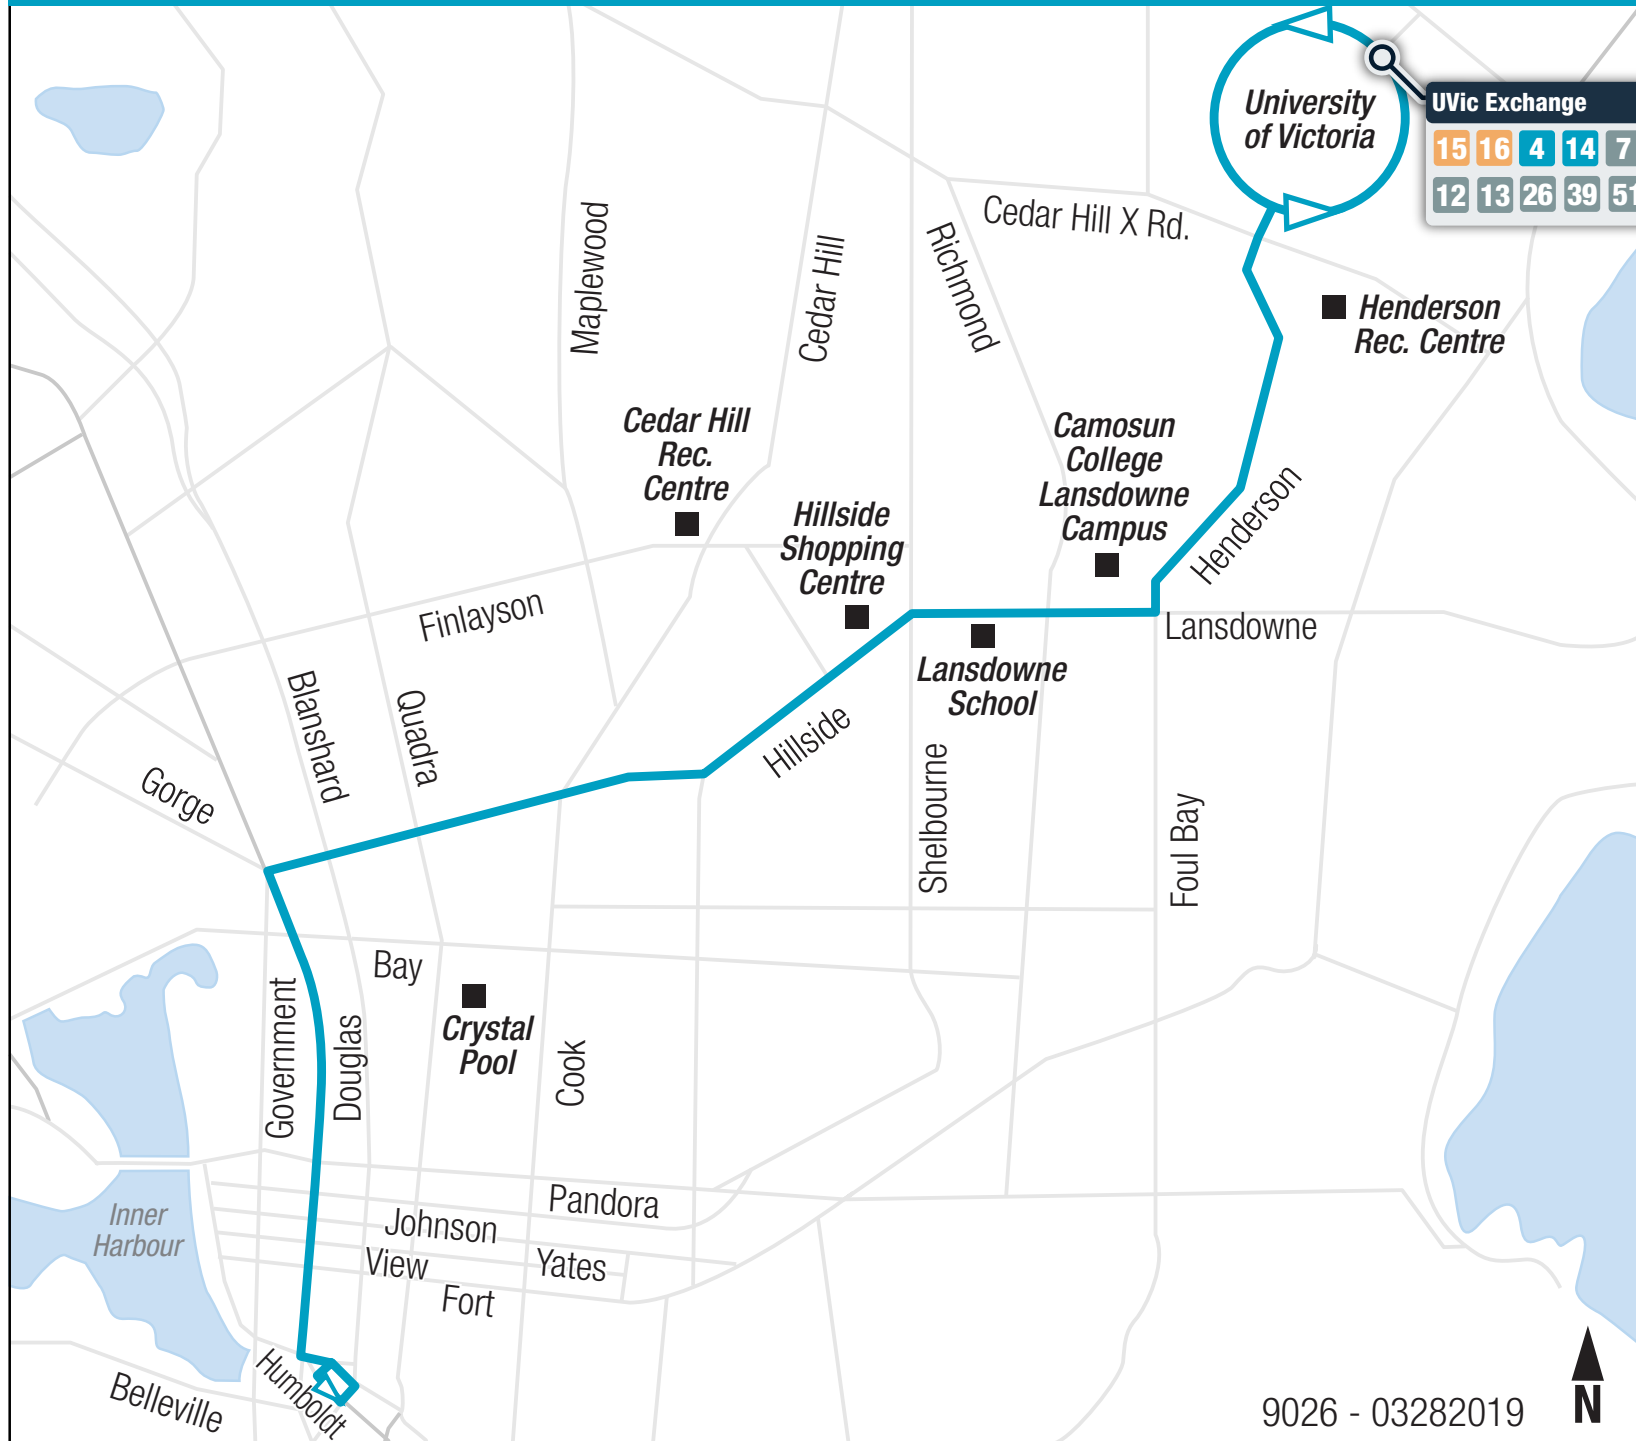 University
of Victoria
UVic Exchange
15 16 4 14 7
12 13 26 39 51
Cedar Hill X Rd.
Maplewood
Cedar Hill
Richmond
Henderson
Rec. Centre
Cedar Hill
Rec.
Centre
Camosun
College
Lansdowne
Campus
Hillside
Shopping
Centre
Henderson
Finlayson
Lansdowne
Lansdowne
School
Blanshard
Quadra
Hillside
Gorge
Shelbourne
Foul Bay
Bay
Government
Douglas
Crystal
Pool
Cook
Pandora
Inner
Harbour
Johnson
View
Yates
Fort
Humboldt
Belleville
9026 - 03282019
N